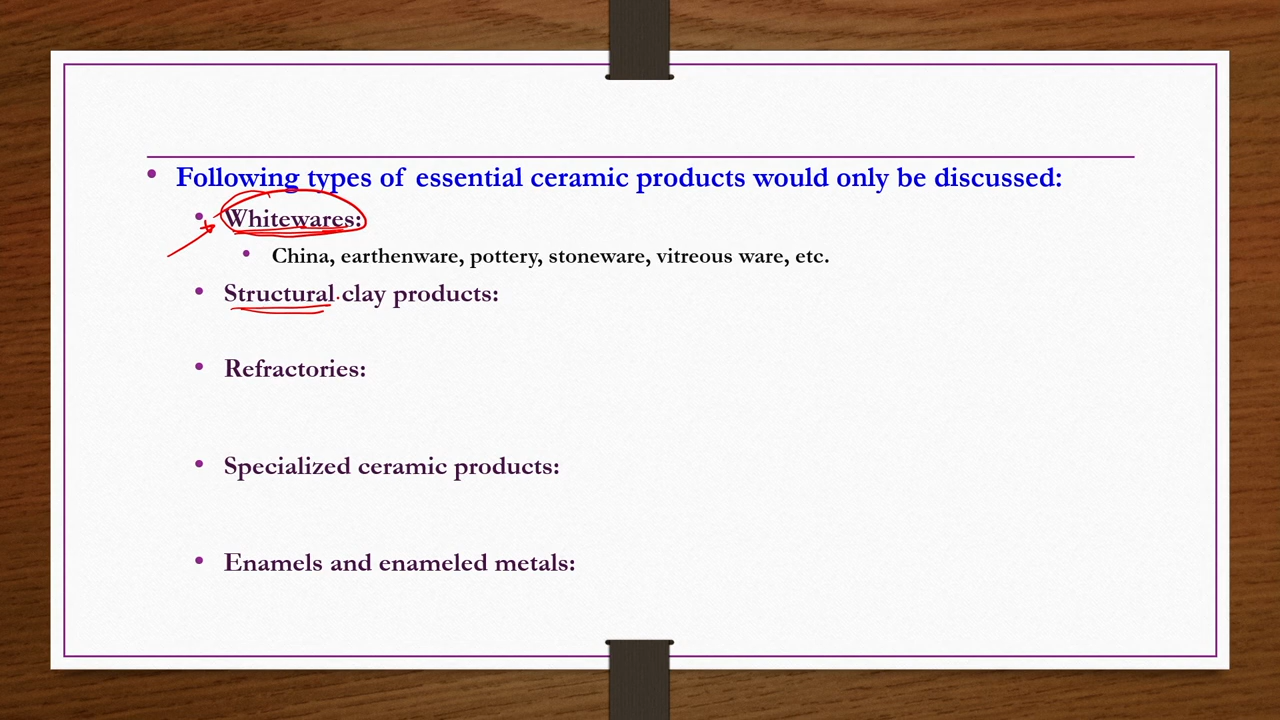 Following types of essential ceramic products would only be discussed:
Whitewares:
China, earthenware, pottery, stoneware, vitreous ware, etc.
Structural clay products:
Refractories:
Specialized ceramic products:
Enamels and enameled metals: